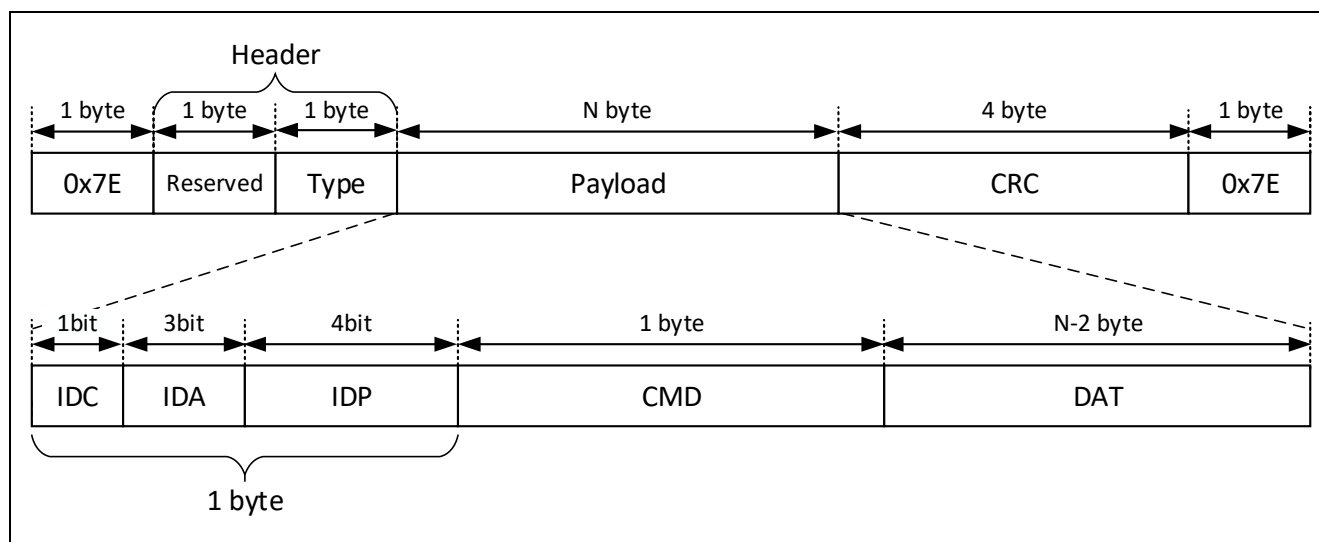 Header
1 byte 1 byte 1 byte N byte 4 byte 1 byte
0x7E Reserved Type Payload CRC 0x7E
1bit 3bit 4bit 1 byte N-2 byte
IDC IDA IDP CMD DAT
1 byte